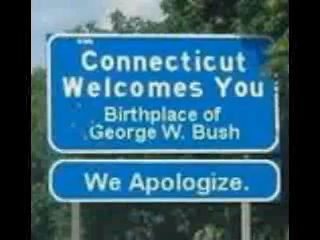 Connecticut
Welcomes You
Birthplace of
George W. Bush
We Apologize.